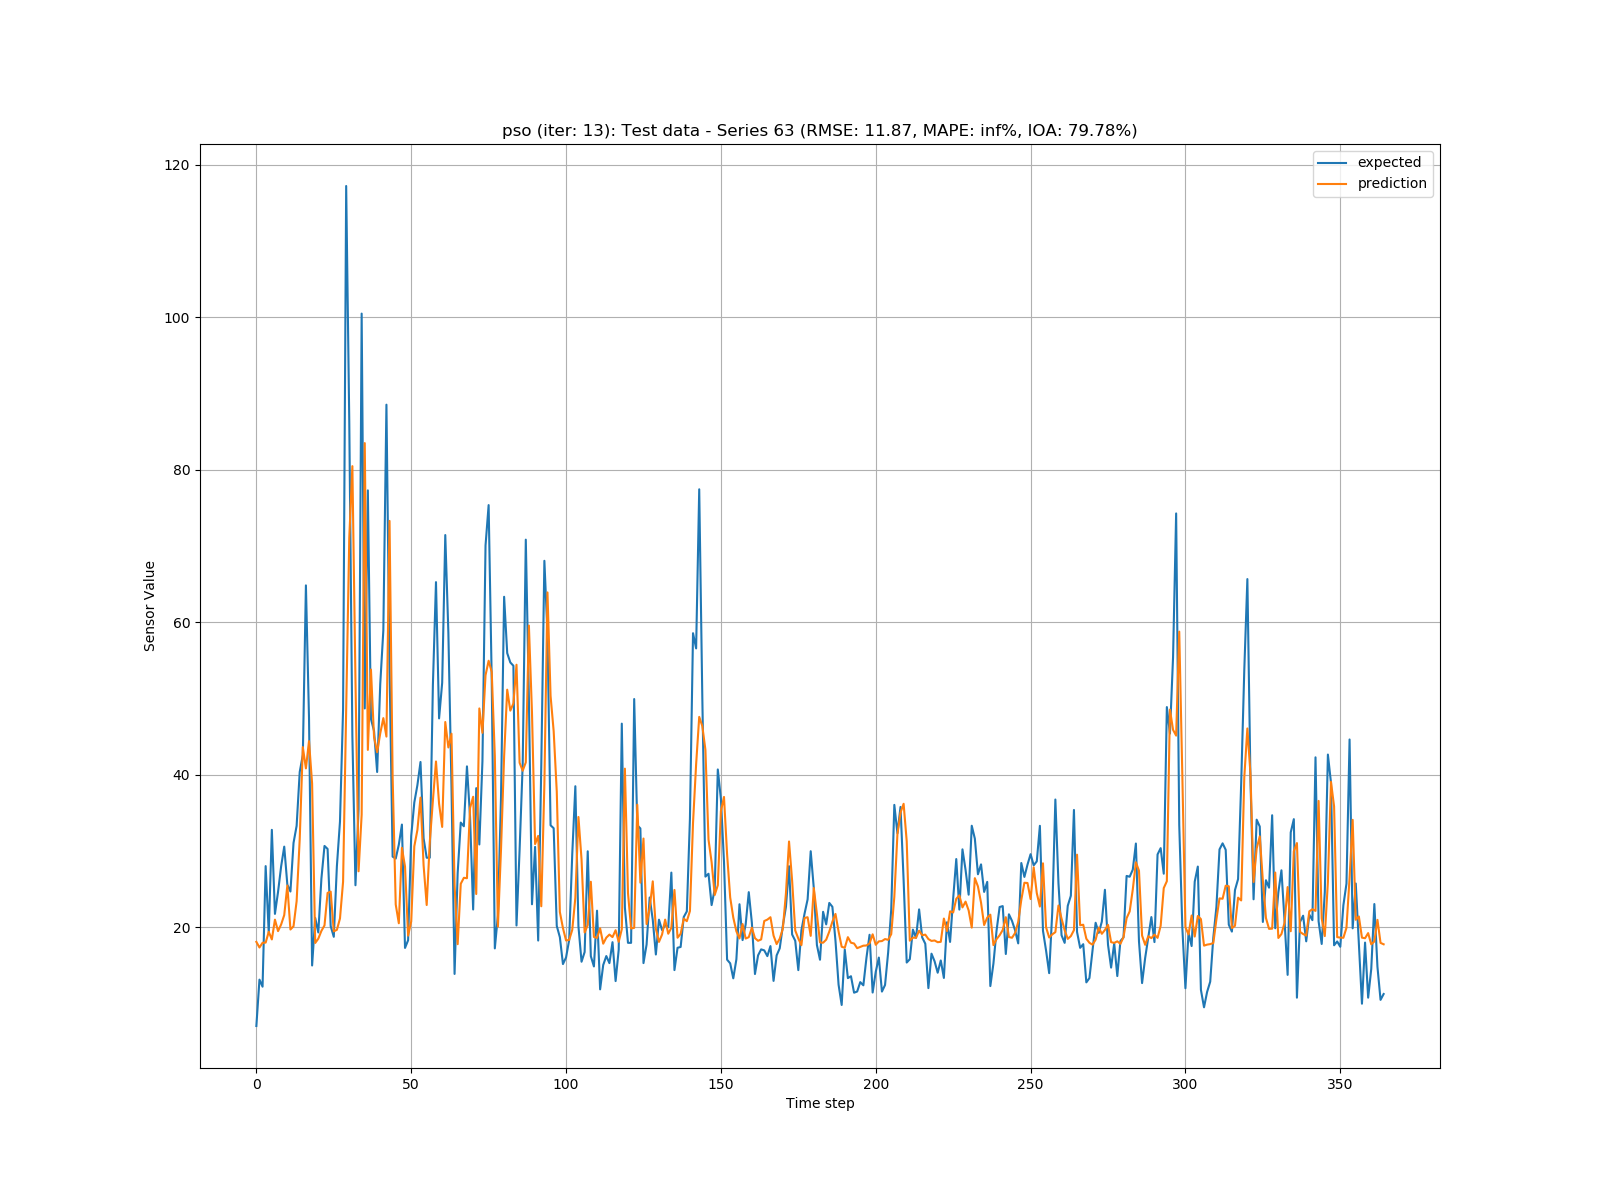 pso (iter: 13): Test data - Series 63 (RMSE: 11.87, MAPE: inf%, IOA: 79.78%)
expected
prediction
120
100
80
60
40
20
Sensor Value
0 50 100 150 200 250 300 350
Time step